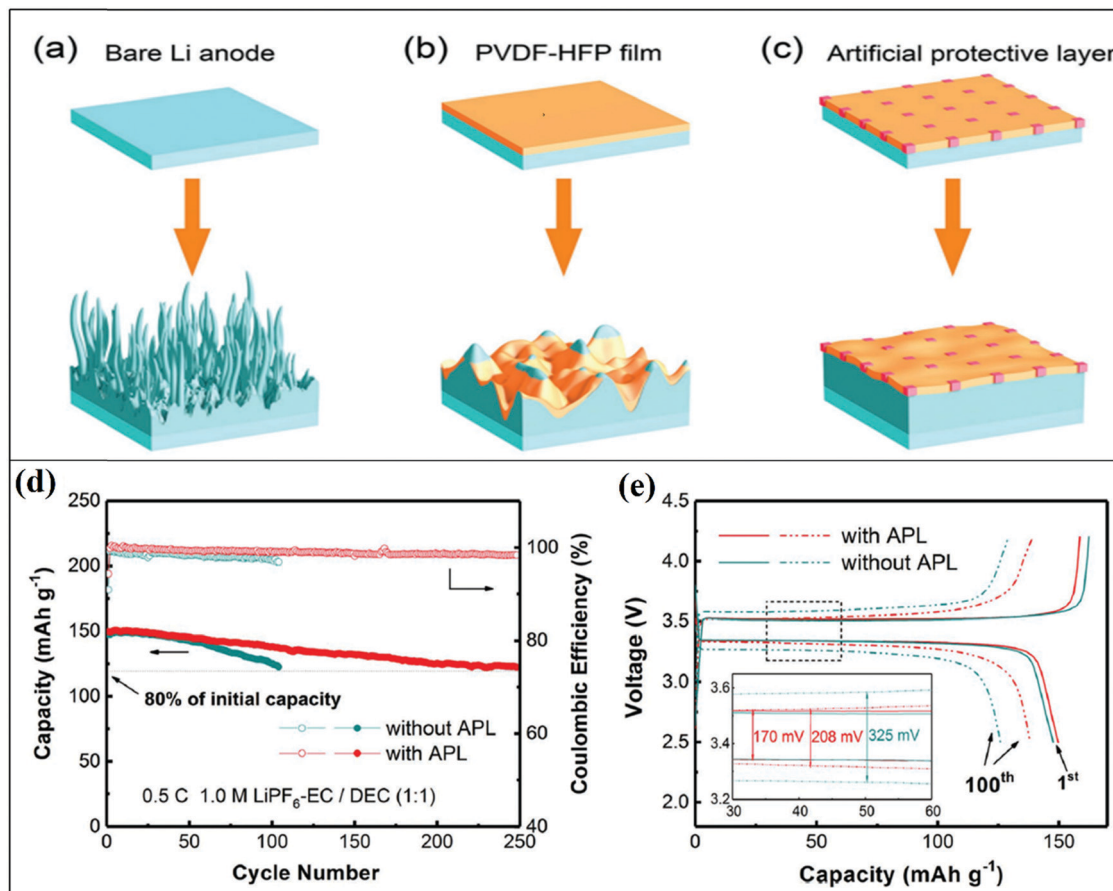 (a) Bare Li anode
(b) PVDF-HFP film
(c) Artificial protective layer
(d)
250
200
150
100
50
0
Capacity (mAh g⁻¹)
100
80
60
40
Coulombic Efficiency (%)
80% of initial capacity
without APL
with APL
0.5 C 1.0 M LiPF₆-EC / DEC (1:1)
0 50 100 150 200 250
Cycle Number
(e)
4.5
4.0
3.5
3.0
2.5
2.0
Voltage (V)
with APL
without APL
3.6
3.4
3.2
170 mV 208 mV 325 mV
30 40 50 60
100th
1st
0 50 100 150
Capacity (mAh g⁻¹)